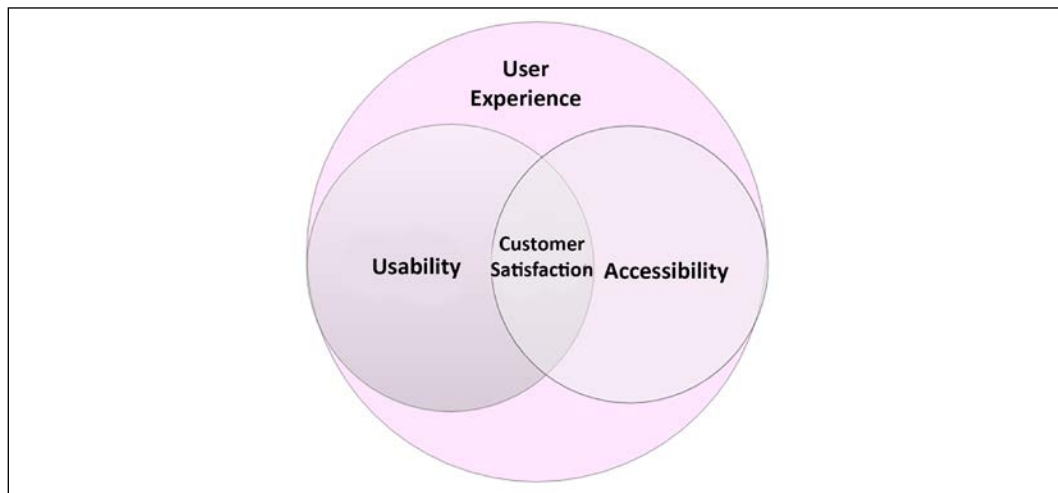 User
Experience
Usability
Customer
Satisfaction
Accessibility